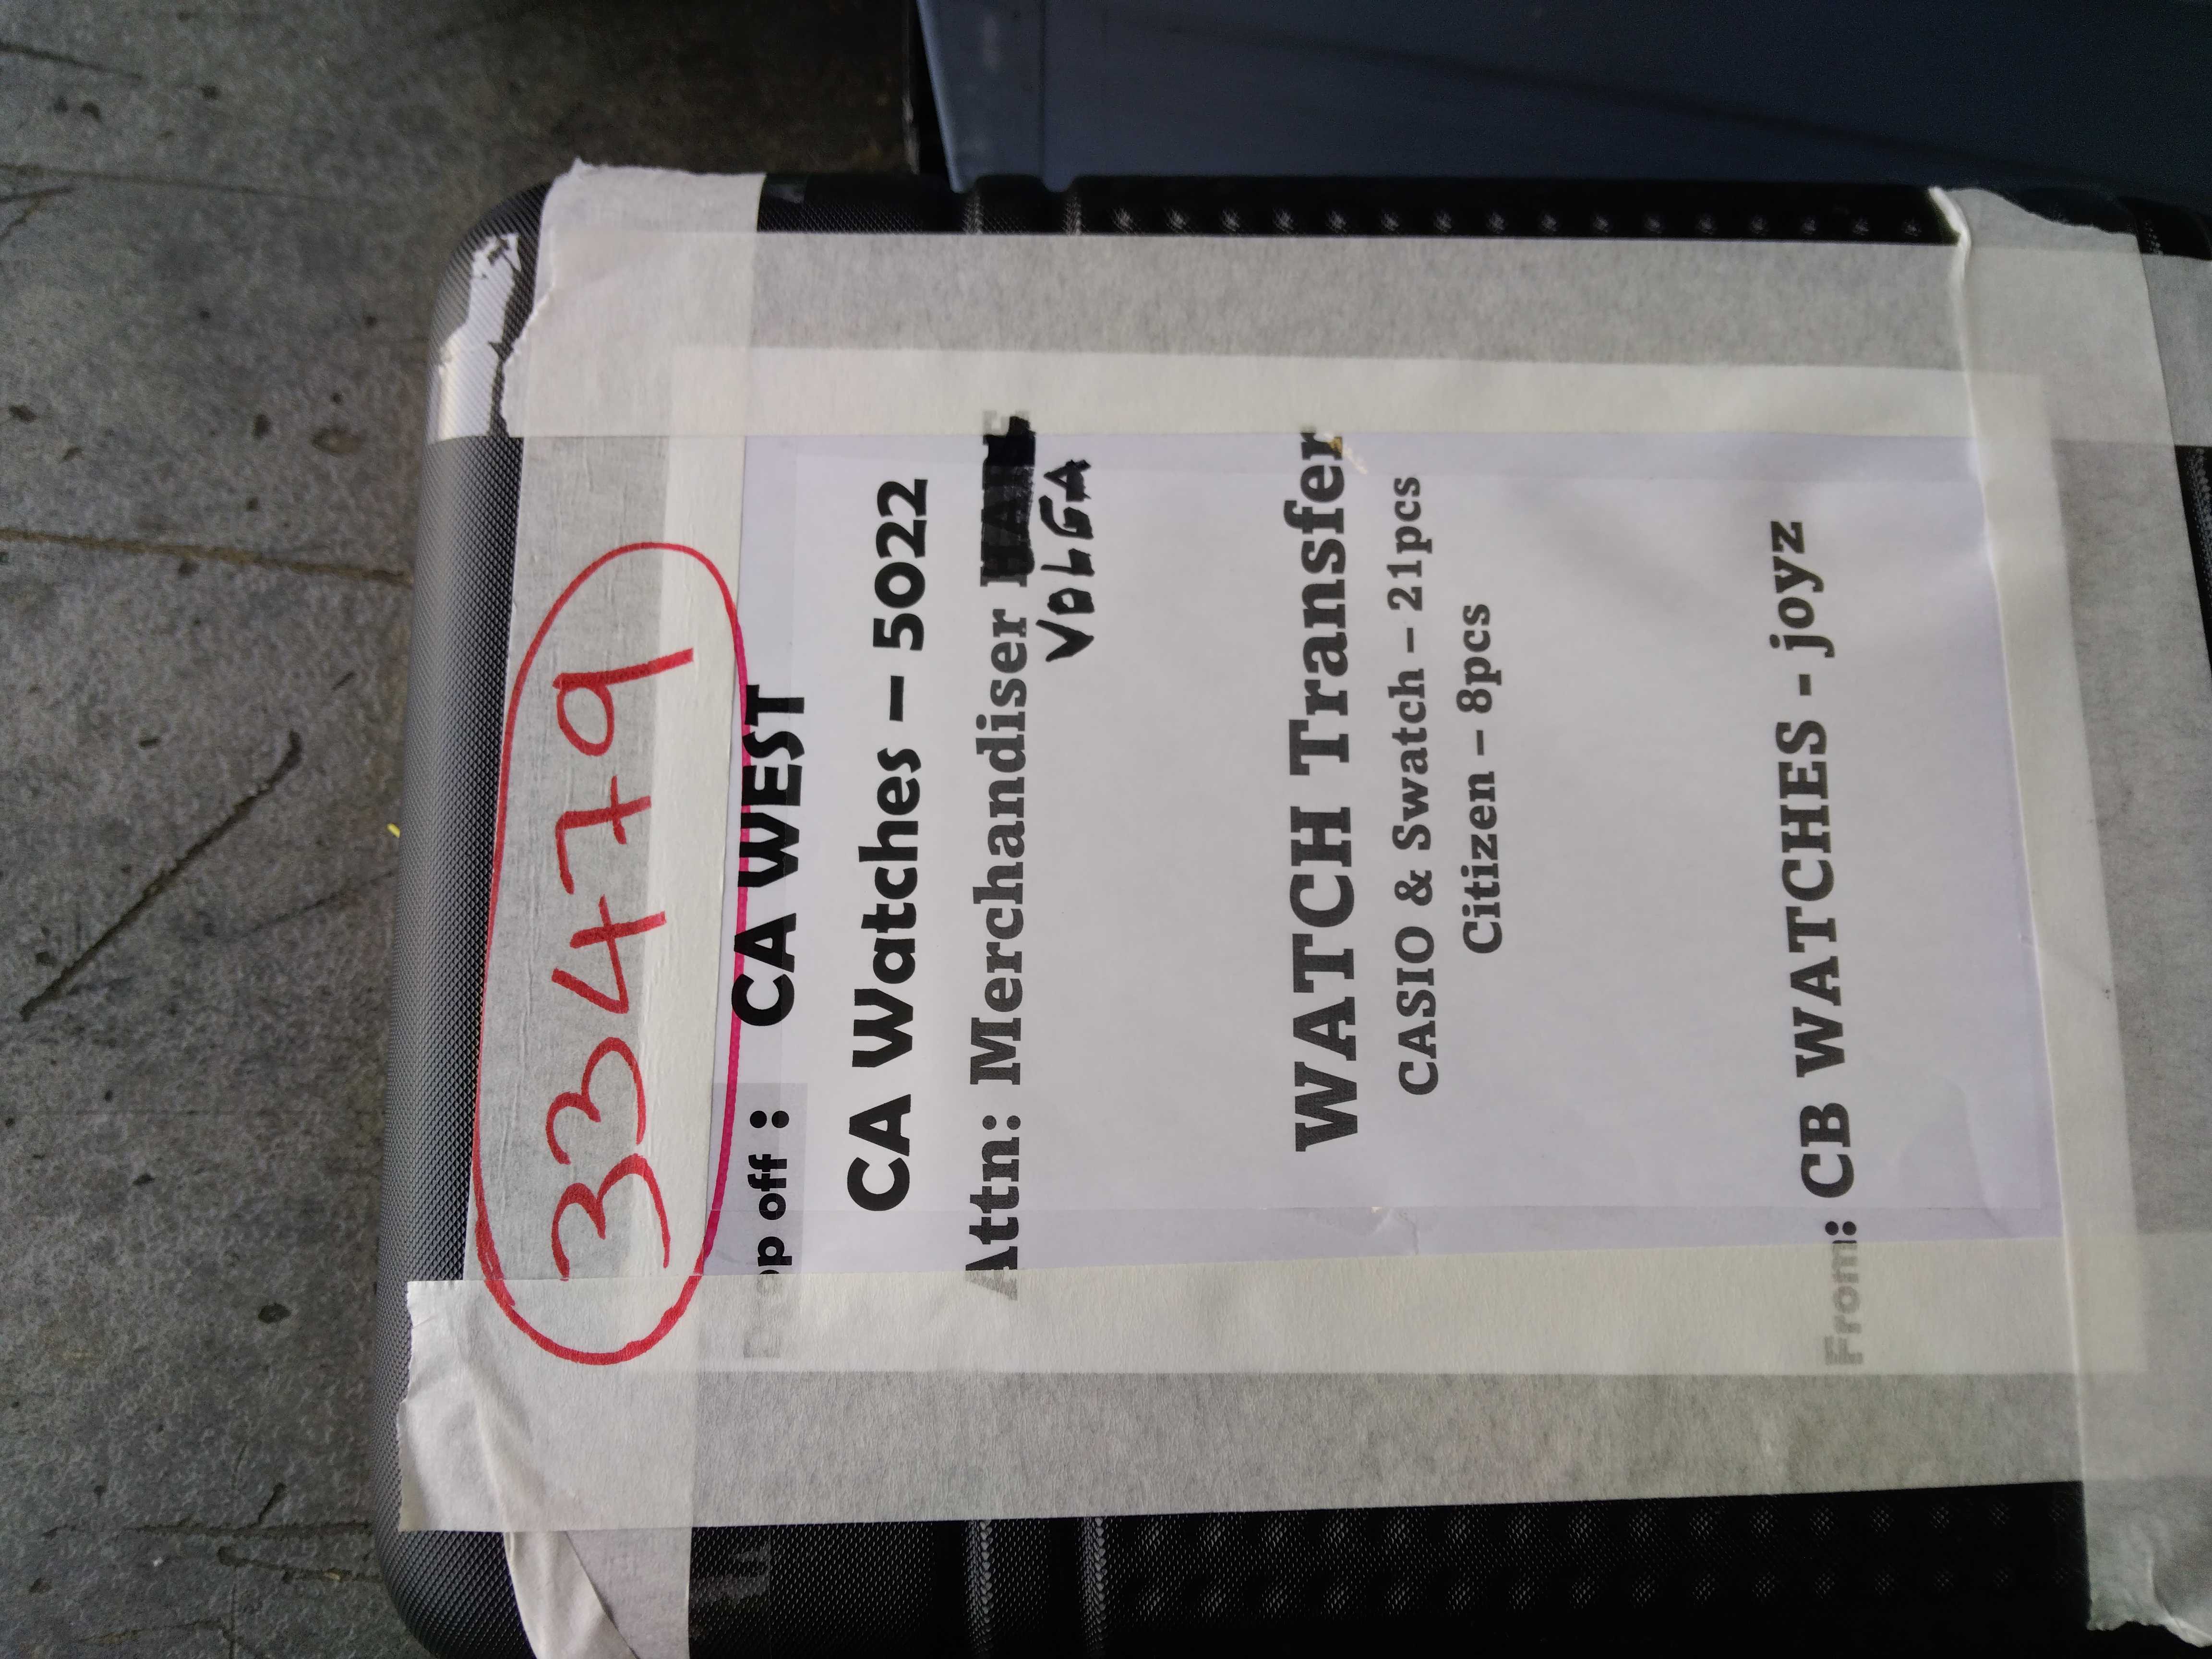 33479
Drop off : CA WEST
CA Watches – 5022
Attn: Merchandiser
VOLGA
WATCH Transfer
CASIO & Swatch – 21pcs
Citizen – 8pcs
From: CB WATCHES - joyz